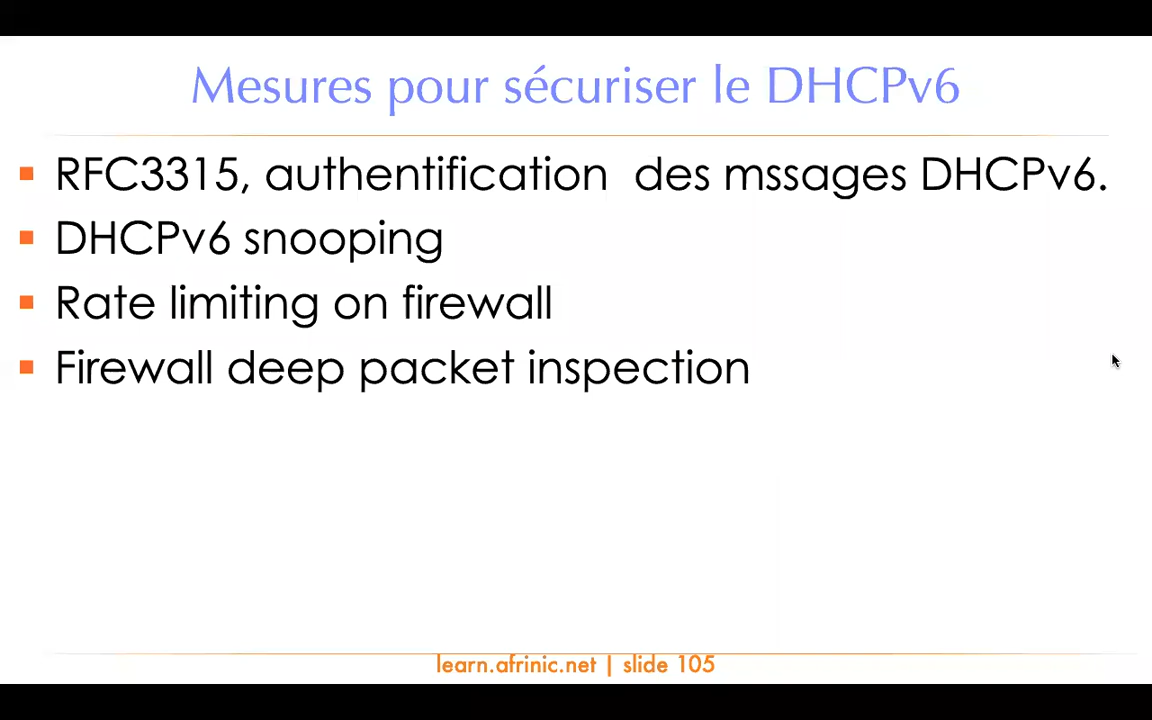 Mesures pour sécuriser le DHCPv6
▪ RFC3315, authentification  des mssages DHCPv6.
▪ DHCPv6 snooping
▪ Rate limiting on firewall
▪ Firewall deep packet inspection
learn.afrinic.net | slide 105